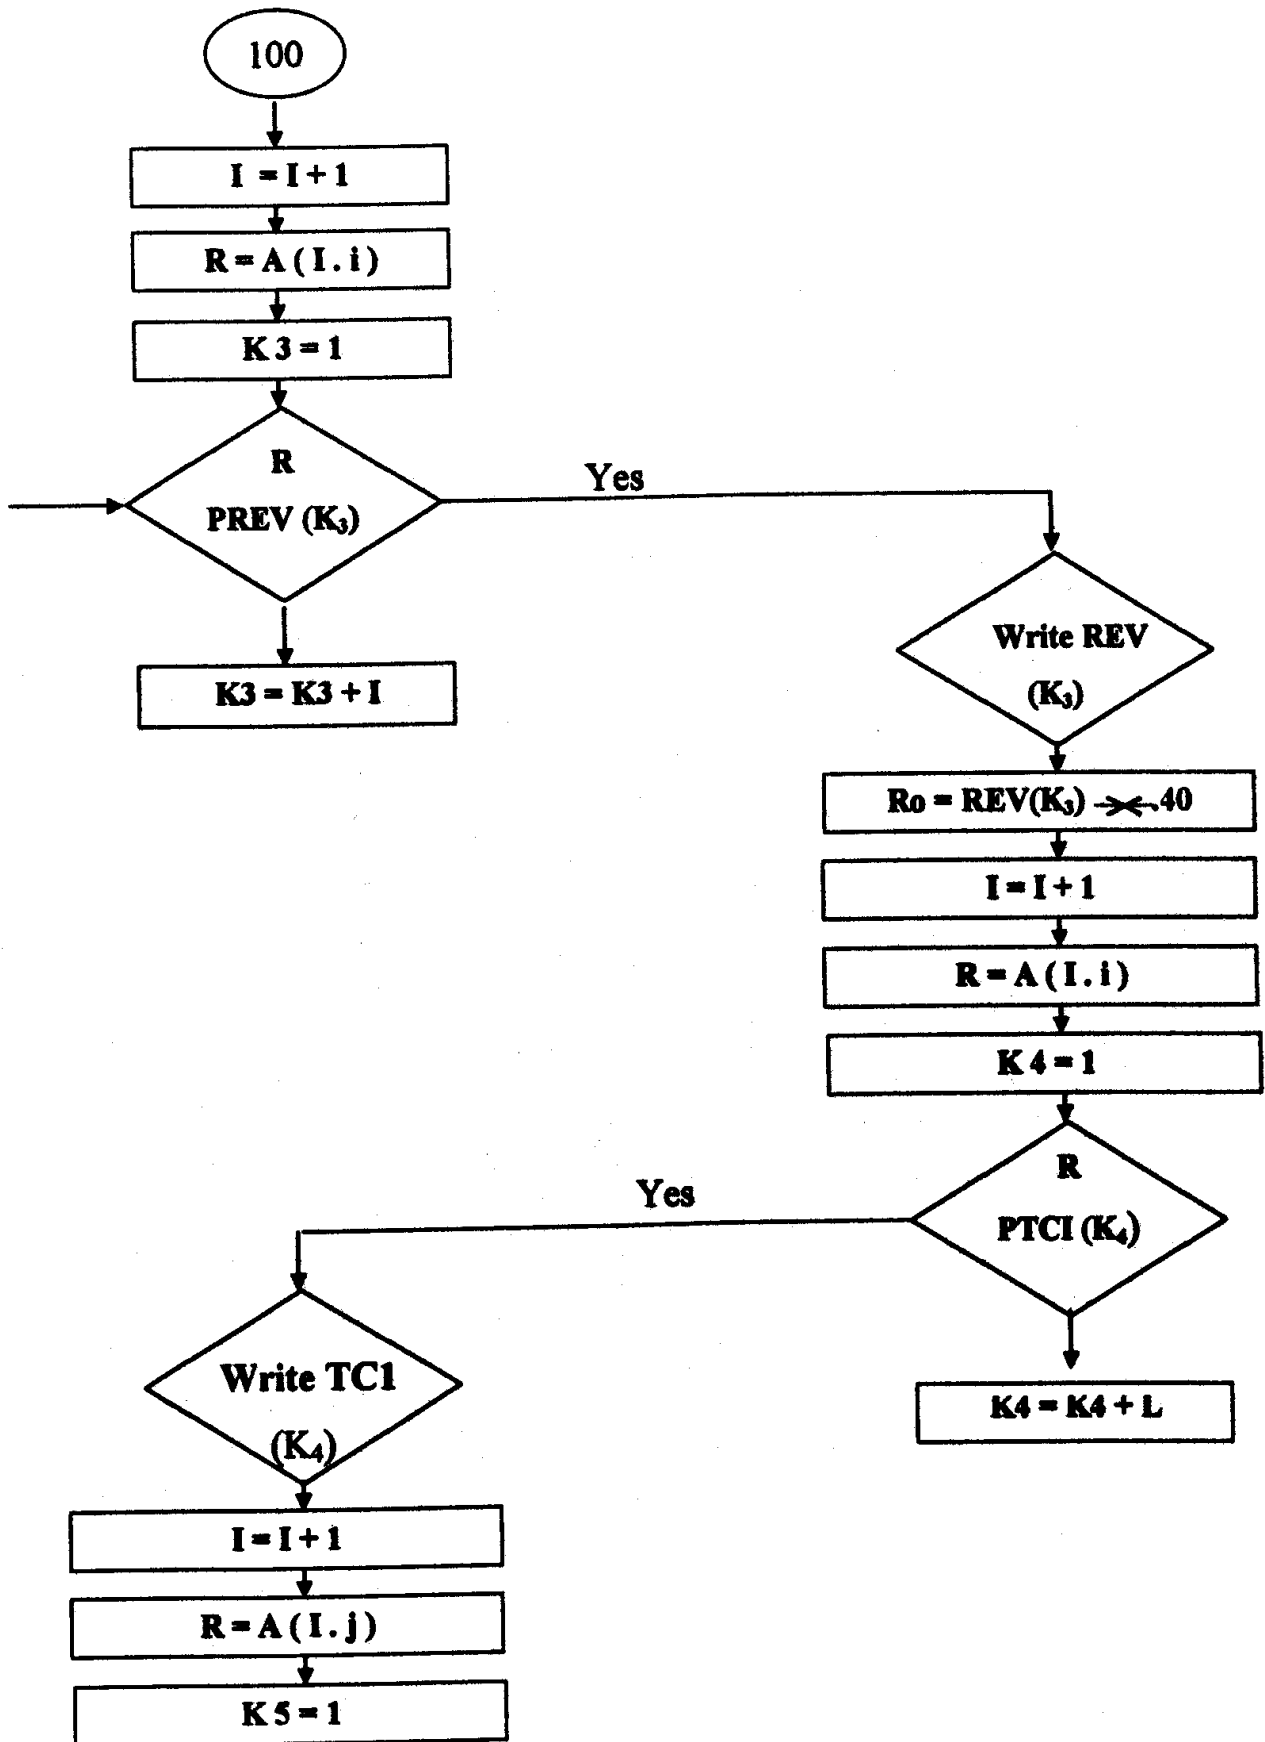 100
I = I + 1
R = A ( I . i )
K 3 = 1
R
PREV (K₃)
Yes
K3 = K3 + I
Write REV
(K₃)
Ro = REV(K₃) .40
I = I + 1
R = A ( I . i )
K 4 = 1
R
PTCI (K₄)
Yes
K4 = K4 + L
Write TC1
(K₄)
I = I + 1
R = A ( I . j )
K 5 = 1